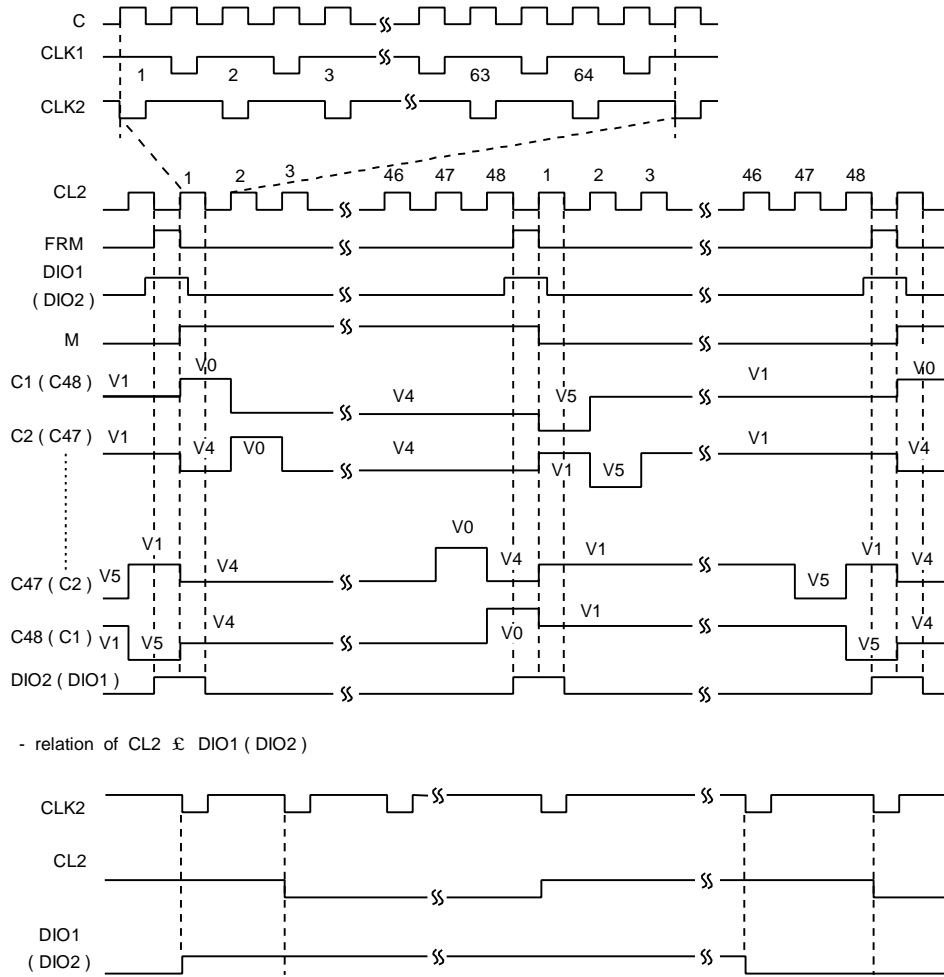 C
CLK1
1 2 3 63 64
CLK2
1 2 3 46 47 48 1 2 3 46 47 48
CL2
FRM
DIO1
( DIO2 )
M
V0 V1
C1 ( C48 ) V1 V4 V5 V0
C2 ( C47 ) V1 V4 V0 V4 V1 V5 V1 V4
V0
V1 V4 V1 V1 V4
C47 ( C2 ) V5 V4 V5
V4 V1 V4
C48 ( C1 ) V1 V5 V0 V5
DIO2 ( DIO1 )
- relation of CL2 £ DIO1 ( DIO2 )
CLK2
CL2
DIO1
( DIO2 )